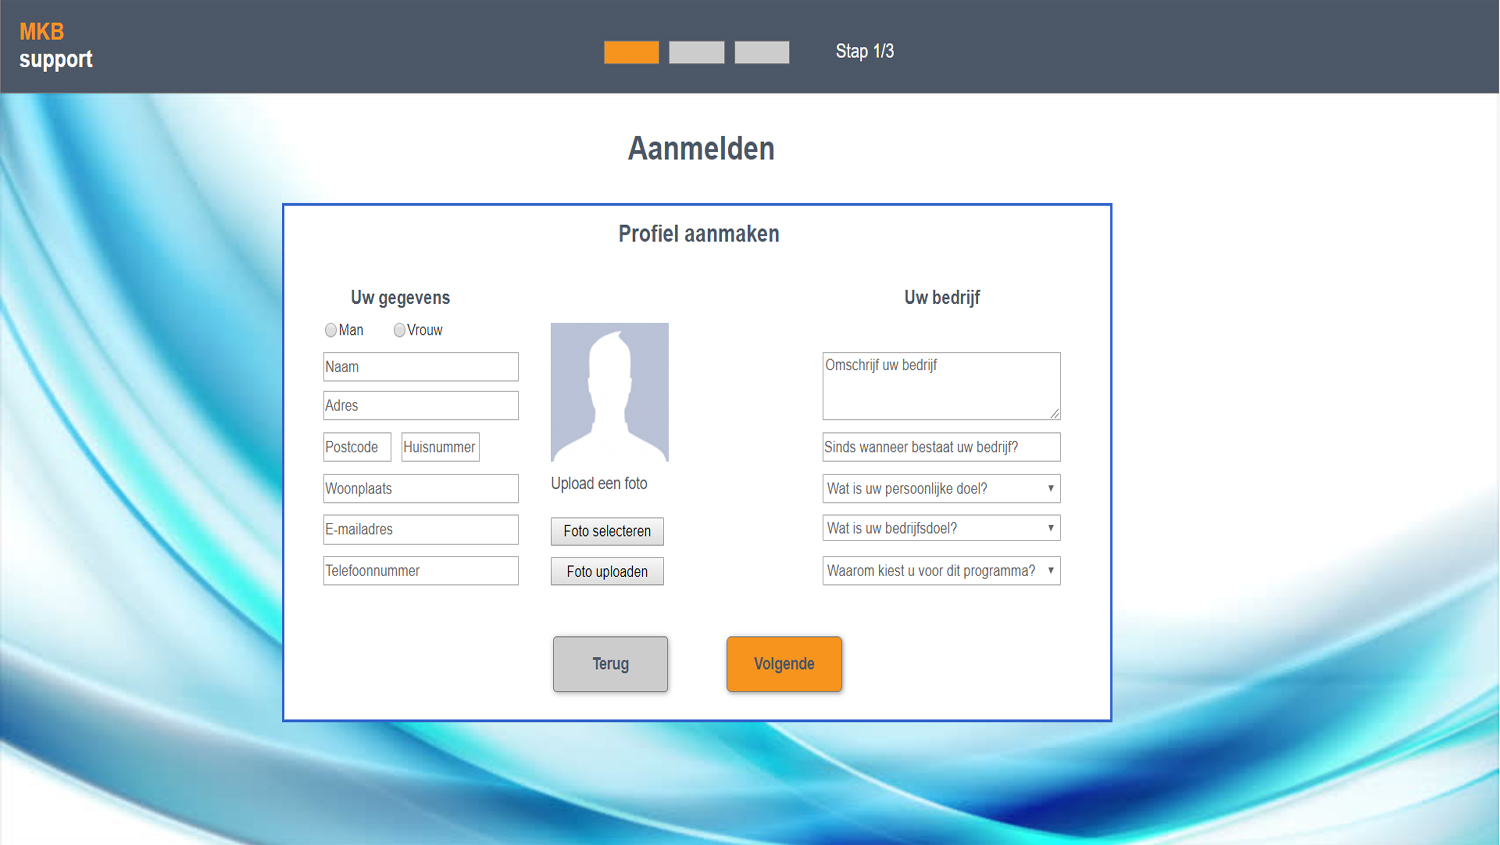 MKB
support
Stap 1/3
Aanmelden
Profiel aanmaken
Uw gegevens
Man
Vrouw
Naam
Adres
Postcode
Huisnummer
Woonplaats
E-mailadres
Telefoonnummer
Upload een foto
Foto selecteren
Foto uploaden
Uw bedrijf
Omschrijf uw bedrijf
Sinds wanneer bestaat uw bedrijf?
Wat is uw persoonlijke doel?
Wat is uw bedrijfsdoel?
Waarom kiest u voor dit programma?
Terug
Volgende